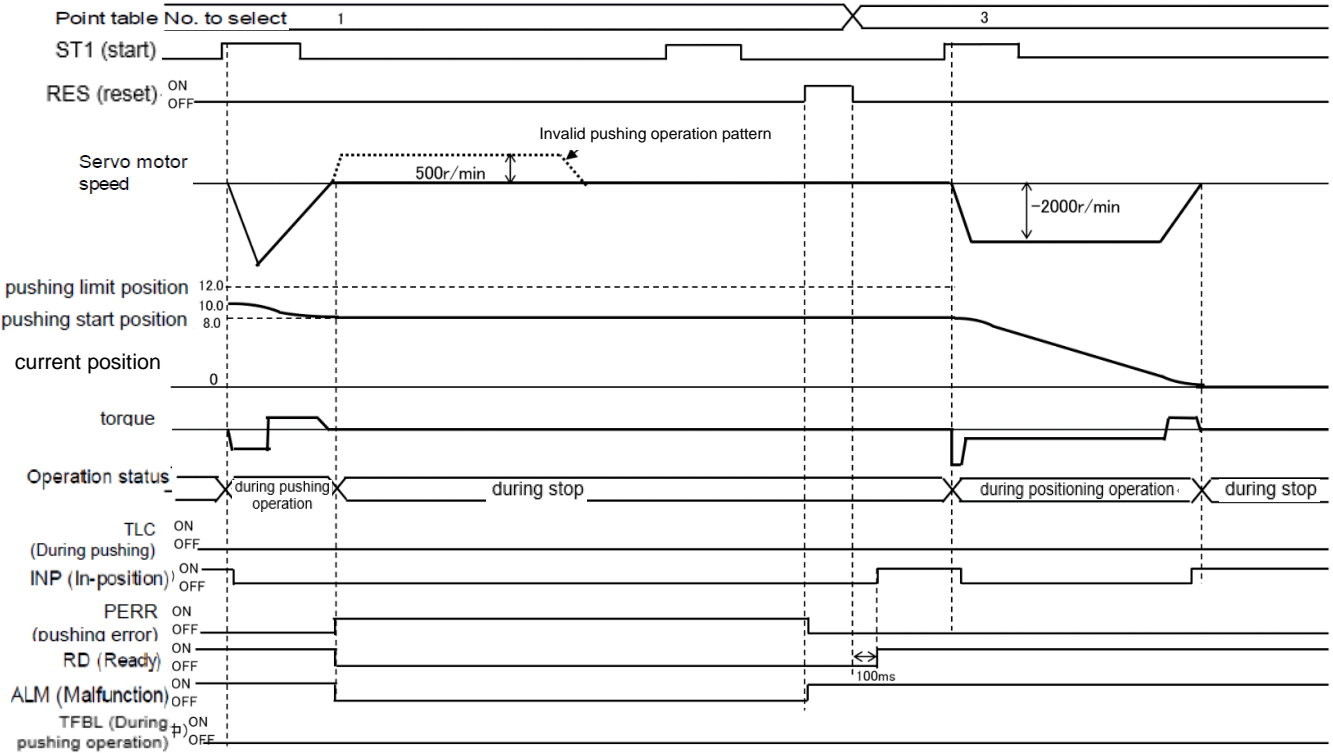 Point table No. to select 1 3
ST1 (start)
RES (reset) ON
OFF
Invalid pushing operation pattern
Servo motor
speed
500r/min
-2000r/min
pushing limit position 12.0
10.0
pushing start position 8.0
current position
0
torque
Operation status
during pushing
operation
during stop
during positioning operation
during stop
TLC ON
(During pushing) OFF
INP (In-position) ON
OFF
PERR ON
(pushing error) OFF
RD (Ready) ON
OFF
100ms
ALM (Malfunction) ON
OFF
TFBL (During 中) ON
pushing operation) OFF